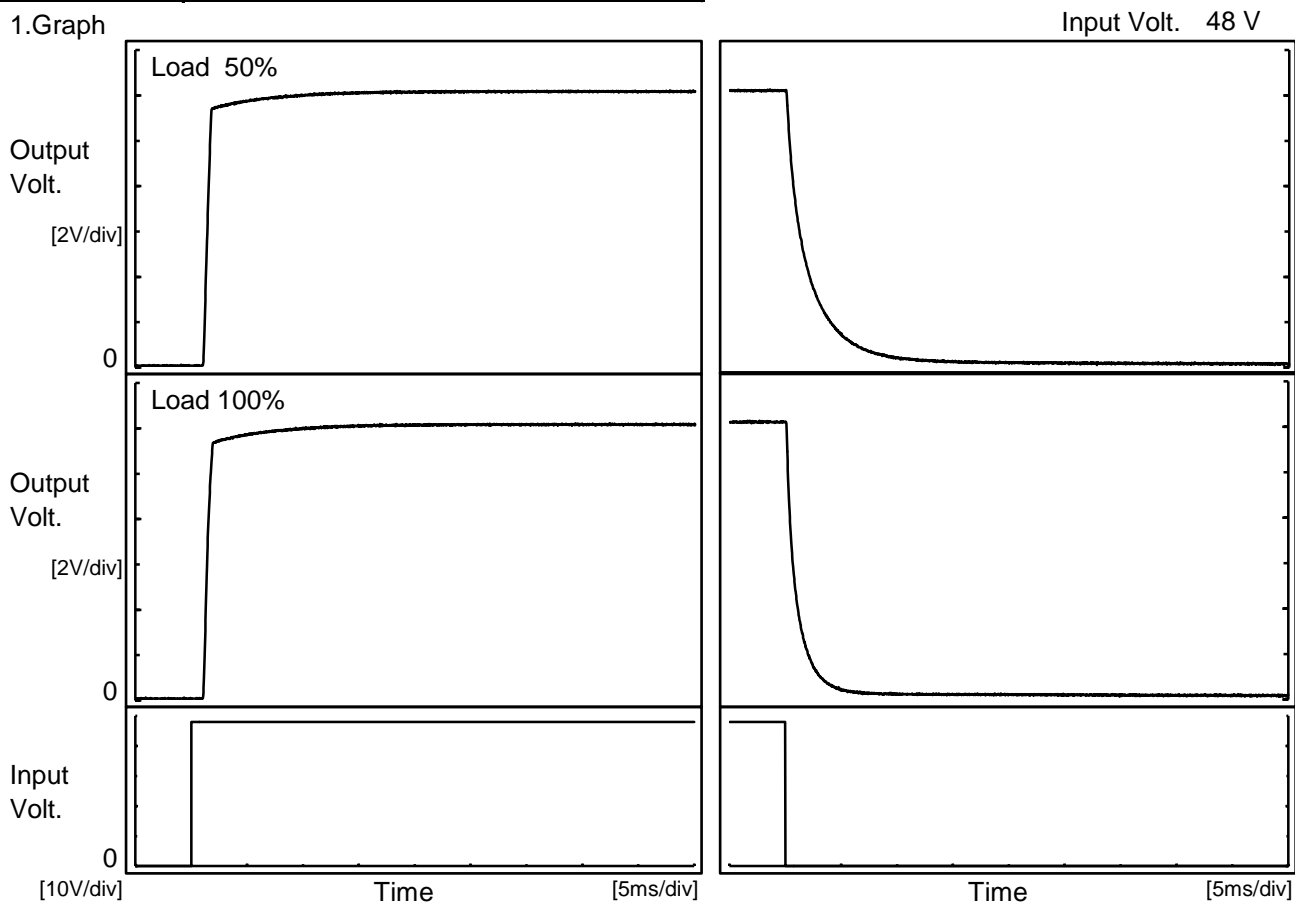 1.Graph
Input Volt. 48 V
Load 50%
Output
Volt.
[2V/div]
0
Load 100%
Output
Volt.
[2V/div]
0
Input
Volt.
0
[10V/div]
Time
[5ms/div]
Time
[5ms/div]